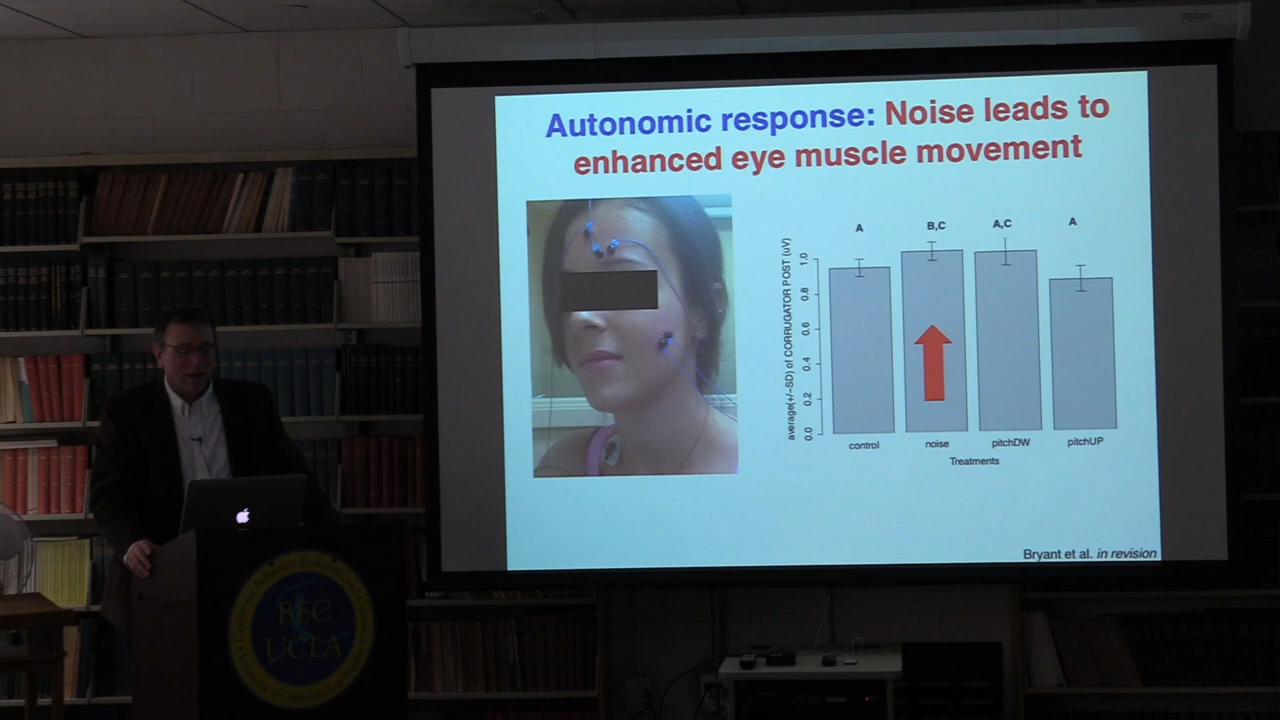 Autonomic response: Noise leads to
enhanced eye muscle movement
average(+/−SD) of CORRUGATOR POST (uV)
0.0 0.2 0.4 0.6 0.8 1.0
A B,C A,C A
control noise pitchDW pitchUP
Treatments
Bryant et al. in revision
BEC
UCLA